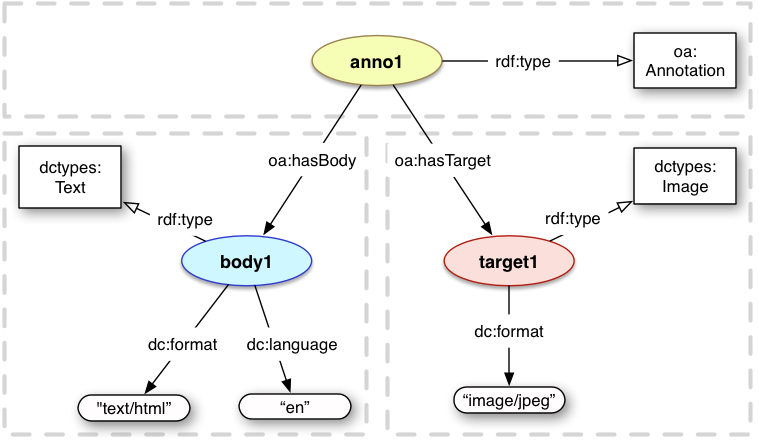 anno1
rdf:type
oa:
Annotation
oa:hasBody
oa:hasTarget
dctypes:
Text
rdf:type
body1
dc:format
dc:language
"text/html”
“en”
dctypes:
Image
rdf:type
target1
dc:format
“image/jpeg”